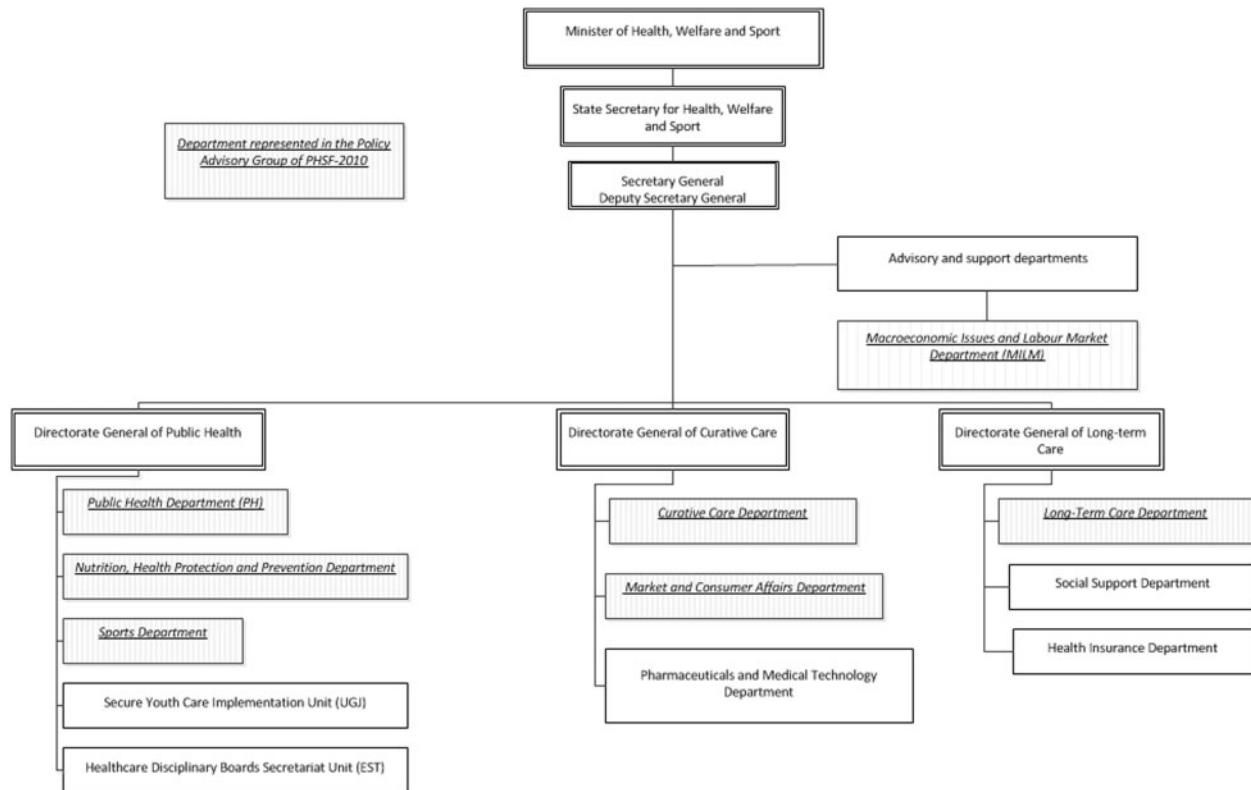 Minister of Health, Welfare and Sport
State Secretary for Health, Welfare
and Sport
Department represented in the Policy
Advisory Group of PHSF-2010
Secretary General
Deputy Secretary General
Advisory and support departments
Macroeconomic Issues and Labour Market
Department (MILM)
Directorate General of Public Health
Directorate General of Curative Care
Directorate General of Long-term
Care
Public Health Department (PH)
Nutrition, Health Protection and Prevention Department
Sports Department
Secure Youth Care Implementation Unit (UGJ)
Healthcare Disciplinary Boards Secretariat Unit (EST)
Curative Care Department
Market and Consumer Affairs Department
Pharmaceuticals and Medical Technology
Department
Long-Term Care Department
Social Support Department
Health Insurance Department